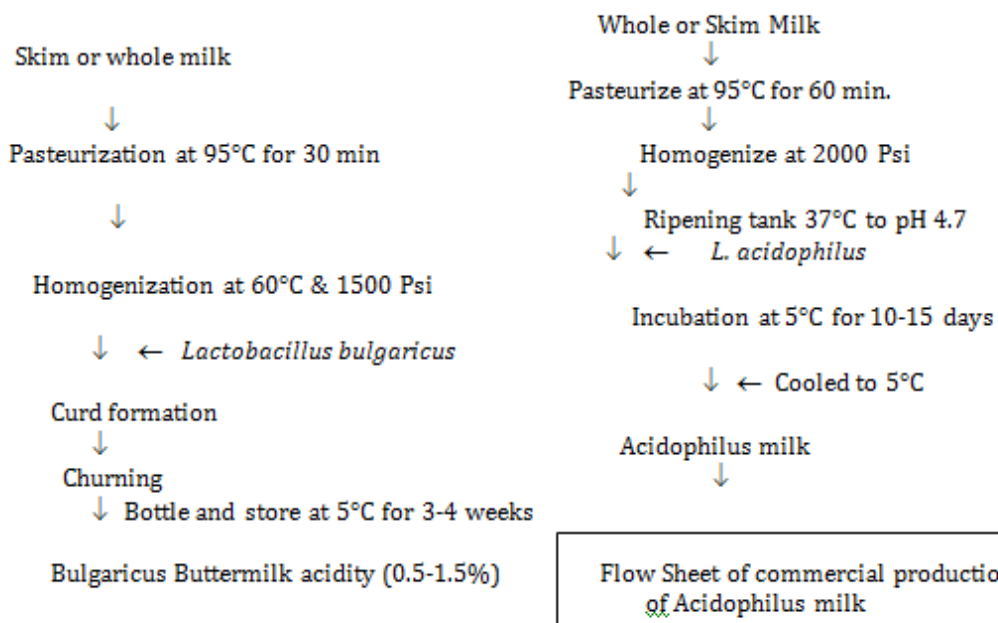 Skim or whole milk
↓
Pasteurization at 95°C for 30 min
↓
Homogenization at 60°C & 1500 Psi
↓ ← Lactobacillus bulgaricus
Curd formation
↓
Churning
↓ Bottle and store at 5°C for 3-4 weeks
Bulgaricus Buttermilk acidity (0.5-1.5%)
Whole or Skim Milk
↓
Pasteurize at 95°C for 60 min.
↓
Homogenize at 2000 Psi
↓
Ripening tank 37°C to pH 4.7
↓ ← L. acidophilus
Incubation at 5°C for 10-15 days
↓ ← Cooled to 5°C
Acidophilus milk
↓
Flow Sheet of commercial productio
of Acidophilus milk